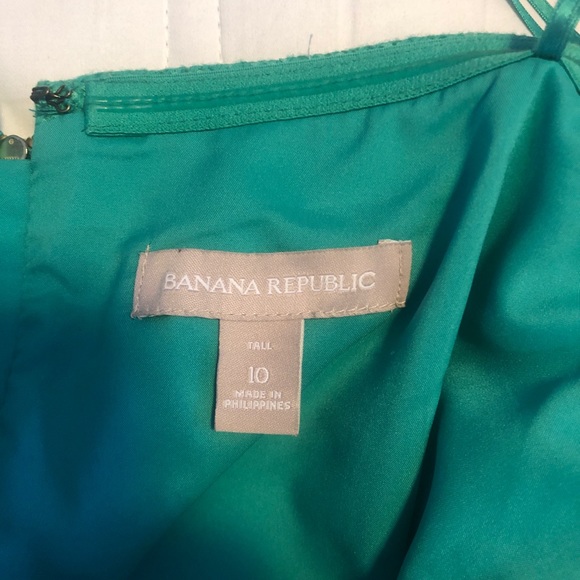 BANANA REPUBLIC
TALL
10
MADE IN
PHILIPPINES